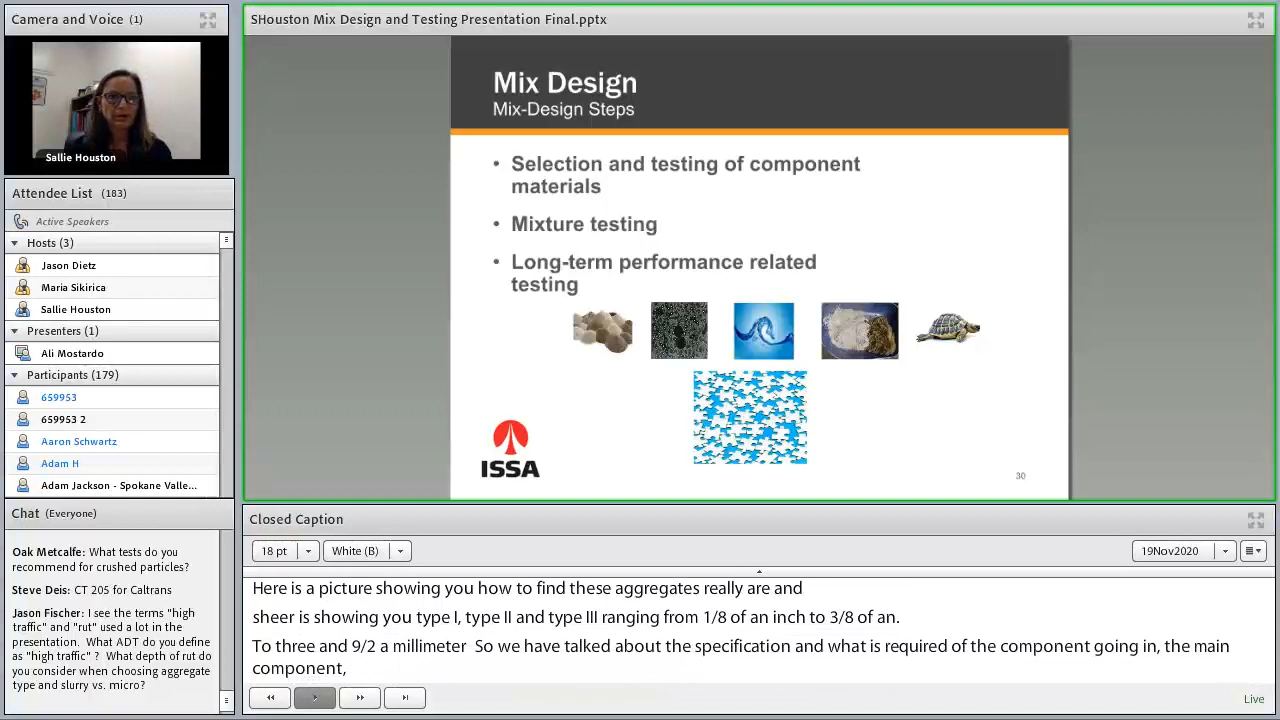 Camera and Voice (1)
Sallie Houston
Attendee List (183)
Active Speakers
Hosts (3)
Jason Dietz
Maria Sikirica
Sallie Houston
Presenters (1)
Ali Mostardo
Participants (179)
659953
659953 2
Aaron Schwartz
Adam H
Adam Jackson - Spokane Valle...
Chat (Everyone)
Oak Metcalfe: What tests do you
recommend for crushed particles?
Steve Deis: CT 205 for Caltrans
Jason Fischer: I see the terms "high
traffic" and "rut" used a lot in the
presentation. What ADT do you define
as "high traffic" ? What depth of rut do
you consider when choosing aggregate
type and slurry vs. micro?
SHouston Mix Design and Testing Presentation Final.pptx
Mix Design
Mix-Design Steps
• Selection and testing of component
materials
• Mixture testing
• Long-term performance related
testing
ISSA
30
Closed Caption
18 pt
White (B)
19Nov2020
Here is a picture showing you how to find these aggregates really are and
sheer is showing you type I, type II and type III ranging from 1/8 of an inch to 3/8 of an.
To three and 9/2 a millimeter So we have talked about the specification and what is required of the component going in, the main
component,
Live